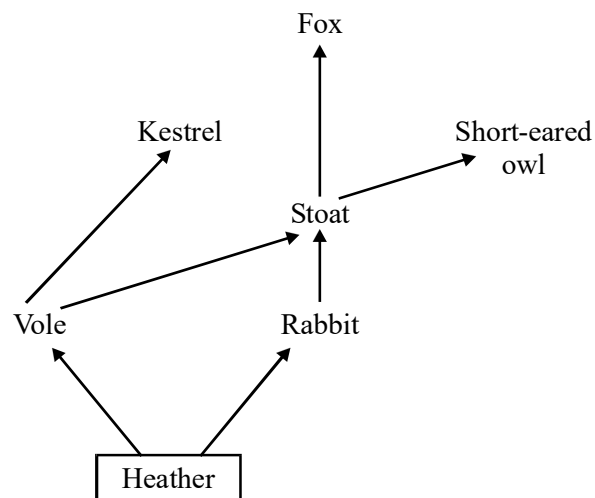 Fox
Kestrel
Short-eared
owl
Stoat
Vole
Rabbit
Heather